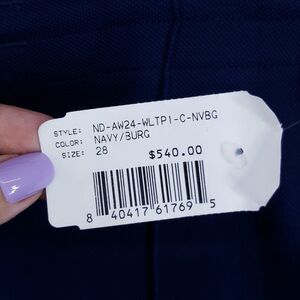 STYLE: ND-AW24-WLTP1-C-NVBG
COLOR: NAVY/BURG
SIZE: 28 $540.00
8 40417 61769 5